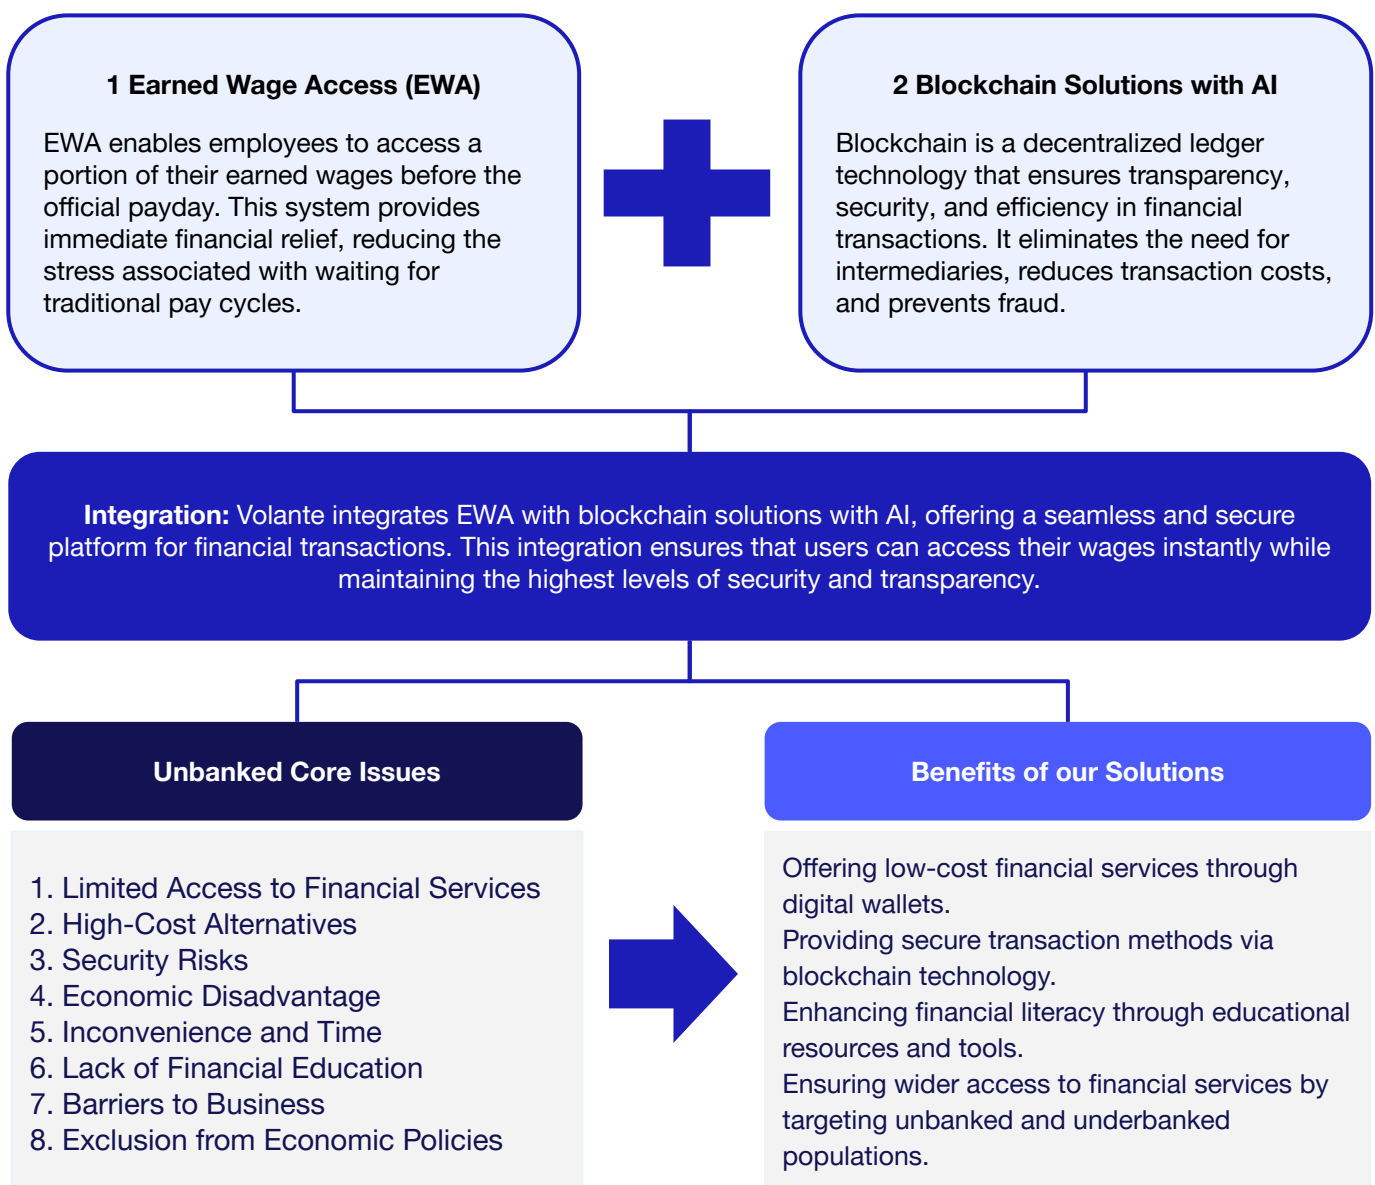 1 Earned Wage Access (EWA)
EWA enables employees to access a
portion of their earned wages before the
official payday. This system provides
immediate financial relief, reducing the
stress associated with waiting for
traditional pay cycles.
2 Blockchain Solutions with AI
Blockchain is a decentralized ledger
technology that ensures transparency,
security, and efficiency in financial
transactions. It eliminates the need for
intermediaries, reduces transaction costs,
and prevents fraud.
Integration: Volante integrates EWA with blockchain solutions with AI, offering a seamless and secure
platform for financial transactions. This integration ensures that users can access their wages instantly while
maintaining the highest levels of security and transparency.
Unbanked Core Issues
1. Limited Access to Financial Services
2. High-Cost Alternatives
3. Security Risks
4. Economic Disadvantage
5. Inconvenience and Time
6. Lack of Financial Education
7. Barriers to Business
8. Exclusion from Economic Policies
Benefits of our Solutions
Offering low-cost financial services through
digital wallets.
Providing secure transaction methods via
blockchain technology.
Enhancing financial literacy through educational
resources and tools.
Ensuring wider access to financial services by
targeting unbanked and underbanked
populations.